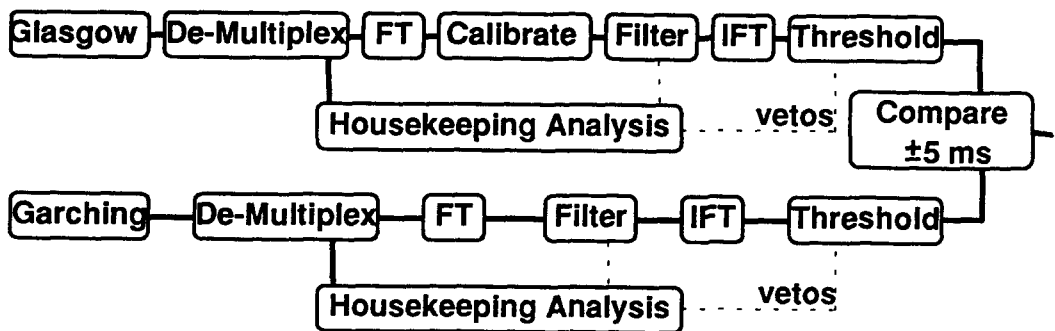 Glasgow De-Multiplex FT Calibrate Filter IFT Threshold
Housekeeping Analysis vetos
Compare
±5 ms
Garching De-Multiplex FT Filter IFT Threshold
Housekeeping Analysis vetos